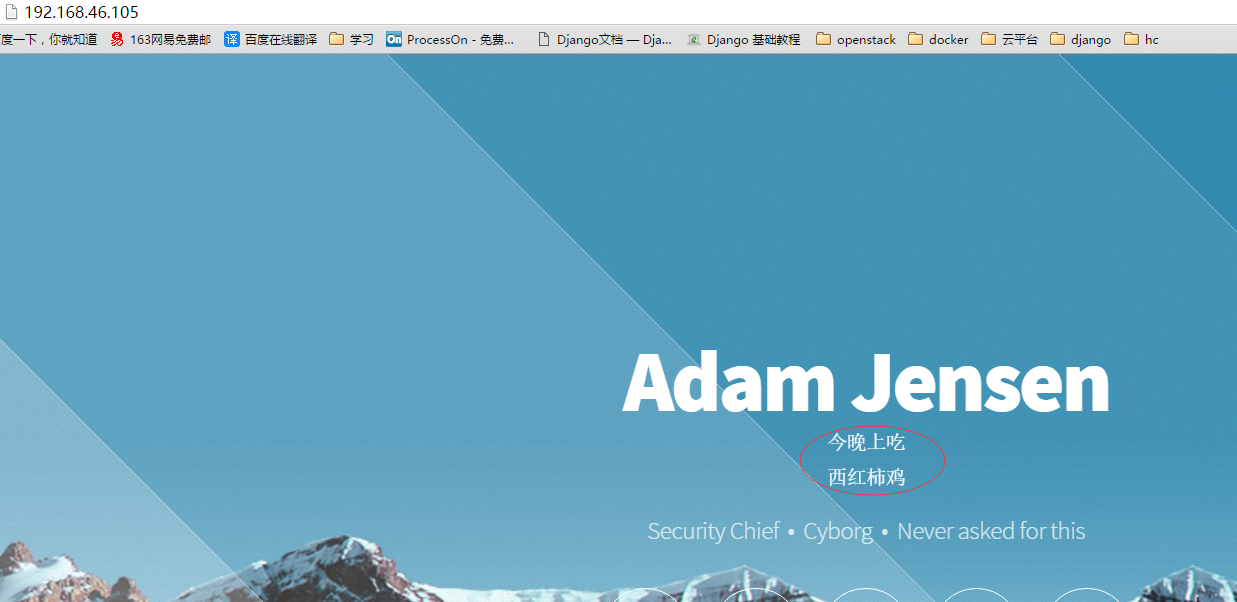 192.168.46.105
度一下，你就知道 163网易免费邮 译 百度在线翻译 学习 On ProcessOn - 免费... Django文档 — Dja... Django 基础教程 openstack docker 云平台 django hc
Adam Jensen
今晚上吃
西红柿鸡
Security Chief • Cyborg • Never asked for this